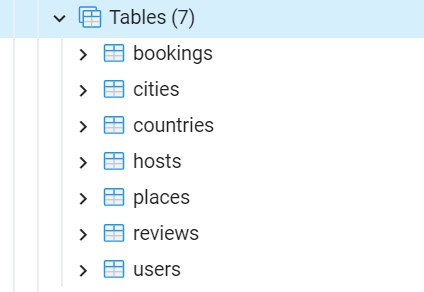 Tables (7)
bookings
cities
countries
hosts
places
reviews
users